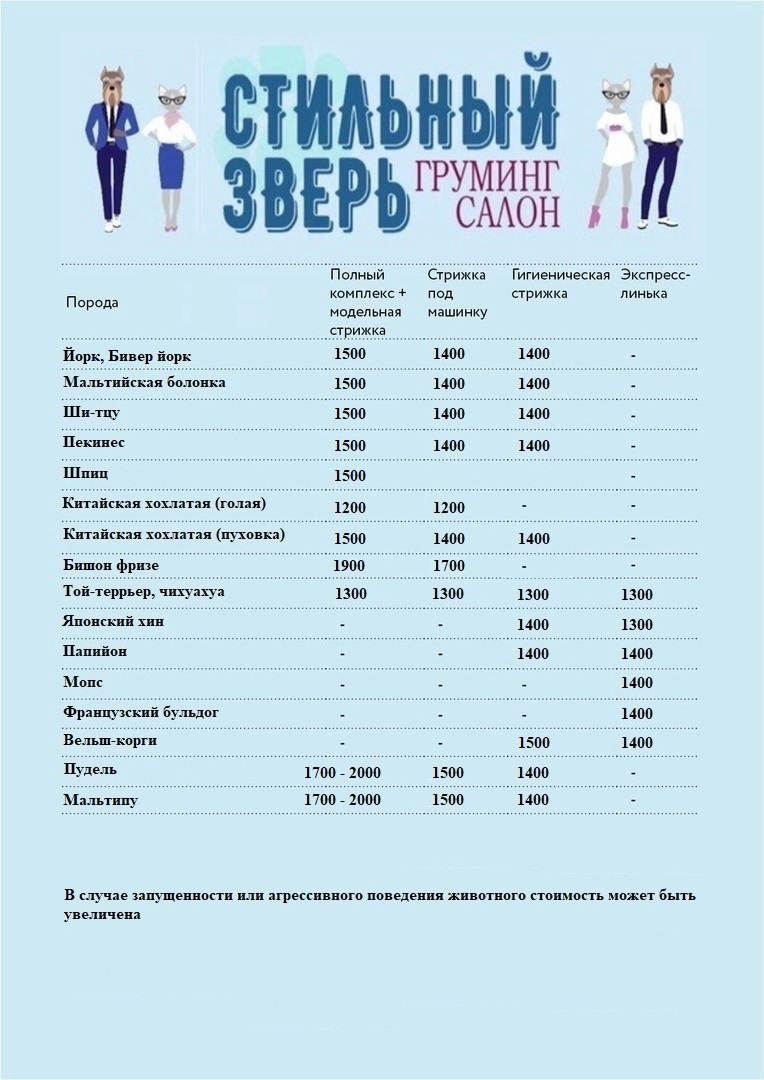 СТИЛЬНЫЙ
ЗВЕРЬ ГРУМИНГ
САЛОН
Порода Полный комплекс + модельная стрижка Стрижка под машинку Гигиеническая стрижка Экспресс-линька
Йорк, Бивер йорк 1500 1400 1400 -
Мальтийская болонка 1500 1400 1400 -
Ши-тцу 1500 1400 1400 -
Пекинес 1500 1400 1400 -
Шпиц 1500 -
Китайская хохлатая (голая) 1200 1200 - -
Китайская хохлатая (пуховка) 1500 1400 1400 -
Бишон фризе 1900 1700 - -
Той-террьер, чихуахуа 1300 1300 1300 1300
Японский хин - - 1400 1300
Папийон - - 1400 1400
Мопс - - - 1400
Французский бульдог - - - 1400
Вельш-корги - - 1500 1400
Пудель 1700 - 2000 1500 1400 -
Мальтипу 1700 - 2000 1500 1400 -
В случае запущенности или агрессивного поведения животного стоимость может быть
увеличена